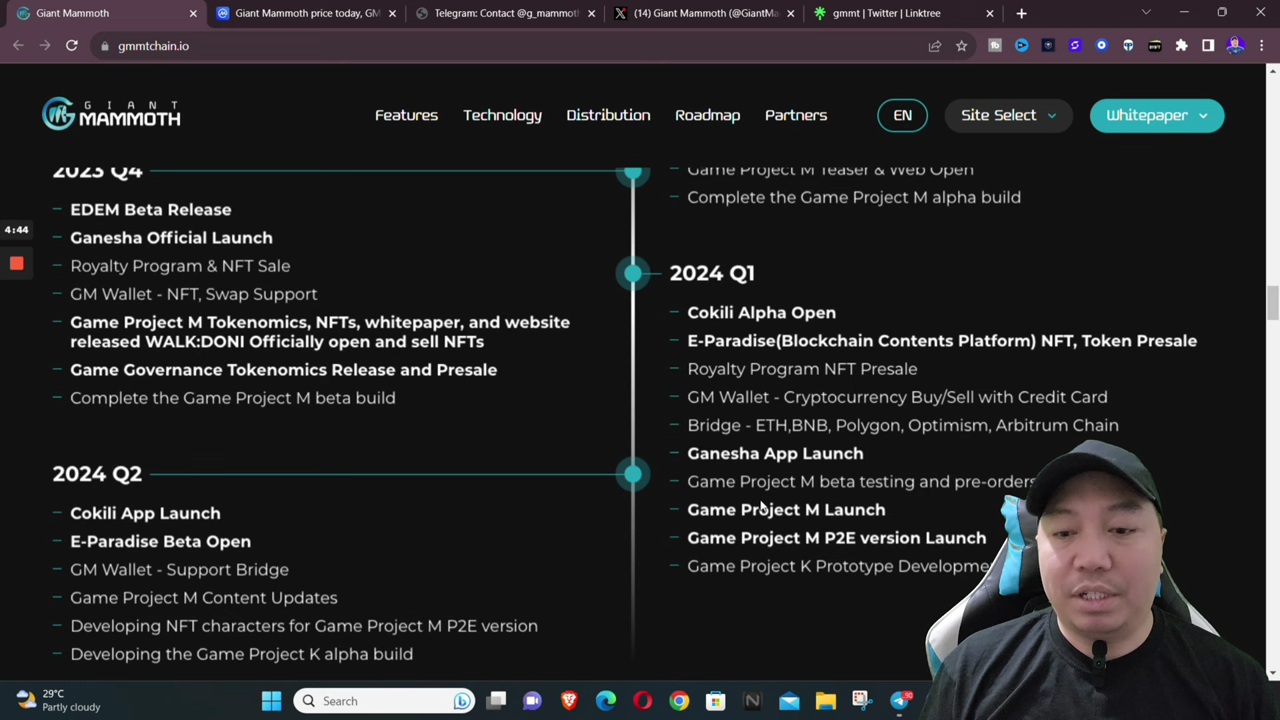 Giant Mammoth
Giant Mammoth price today, GM
Telegram: Contact @g_mammoth
(14) Giant Mammoth (@GiantMa
gmmt | Twitter | Linktree
gmmtchain.io
GIANT
MAMMOTH
Features
Technology
Distribution
Roadmap
Partners
EN
Site Select
Whitepaper
4:44
2023 Q4
EDEM Beta Release
Ganesha Official Launch
Royalty Program & NFT Sale
GM Wallet - NFT, Swap Support
Game Project M Tokenomics, NFTs, whitepaper, and website
released WALK:DONI Officially open and sell NFTs
Game Governance Tokenomics Release and Presale
Complete the Game Project M beta build
2024 Q2
Cokili App Launch
E-Paradise Beta Open
GM Wallet - Support Bridge
Game Project M Content Updates
Developing NFT characters for Game Project M P2E version
Developing the Game Project K alpha build
Game Project M Teaser & Web Open
Complete the Game Project M alpha build
2024 Q1
Cokili Alpha Open
E-Paradise(Blockchain Contents Platform) NFT, Token Presale
Royalty Program NFT Presale
GM Wallet - Cryptocurrency Buy/Sell with Credit Card
Bridge - ETH,BNB, Polygon, Optimism, Arbitrum Chain
Ganesha App Launch
Game Project M beta testing and pre-orders
Game Project M Launch
Game Project M P2E version Launch
Game Project K Prototype Developme
29°C
Partly cloudy
Search